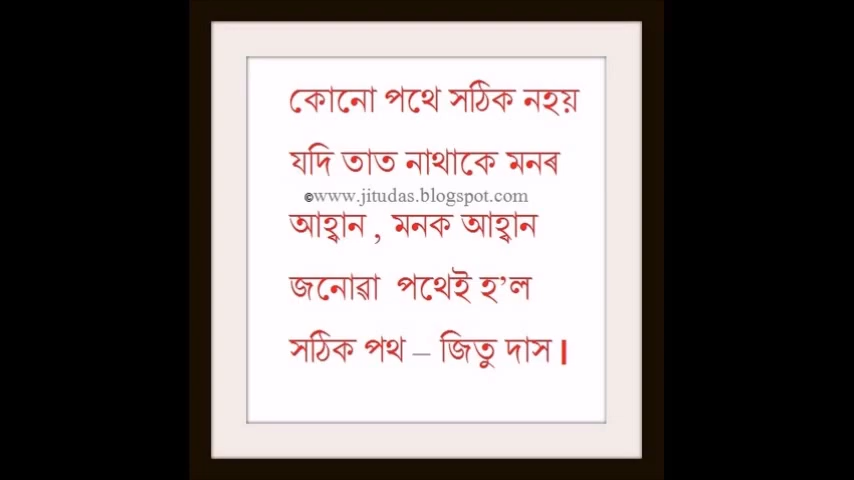 কোনো পথে সঠিক নহয়
যদি তাত নাথাকে মনৰ
©www.jitudas.blogspot.com
আহ্বান , মনক আহ্বান
জনোৱা পথেই হ’ল
সঠিক পথ – জিতু দাস ।